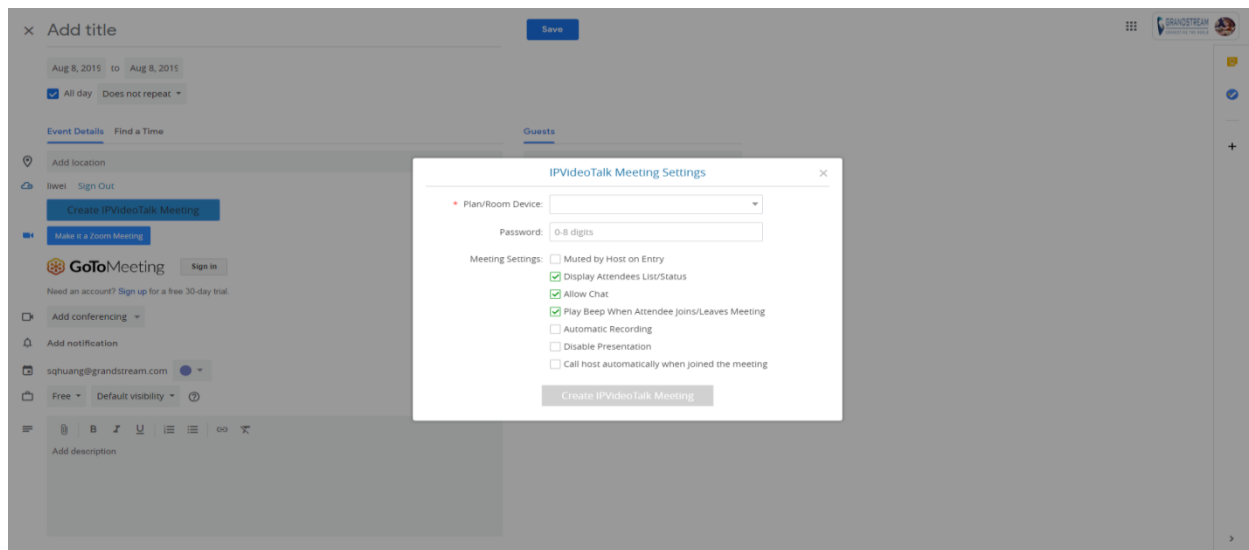 Add title
Save
GRANDSTREAM
Aug 8, 2019 to Aug 8, 2019
All day Does not repeat
Event Details Find a Time
Guests
Add location
liwei Sign Out
Create IPVideoTalk Meeting
Make it a Zoom Meeting
GoToMeeting Sign in
Need an account? Sign up for a free 30-day trial.
Add conferencing
Add notification
sqhuang@grandstream.com
Free Default visibility
B I U
Add description
IPVideoTalk Meeting Settings
* Plan/Room Device:
Password: 0-8 digits
Meeting Settings: Muted by Host on Entry
Display Attendees List/Status
Allow Chat
Play Beep When Attendee Joins/Leaves Meeting
Automatic Recording
Disable Presentation
Call host automatically when joined the meeting
Create IPVideoTalk Meeting